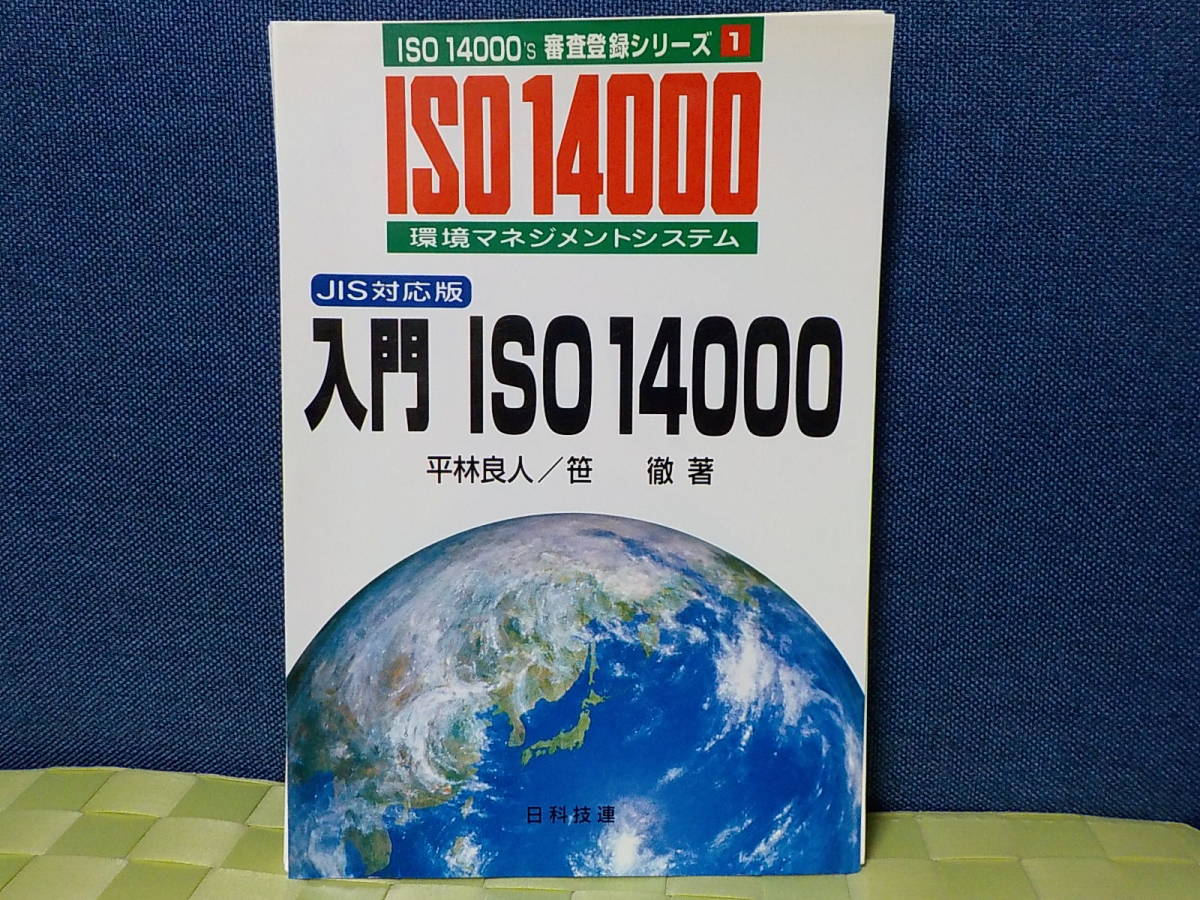 ISO 14000'S 審査登録シリーズ 1
ISO 14000
環境マネジメントシステム
JIS対応版
入門 ISO 14000
平林良人／笹 徹 著
日科技連